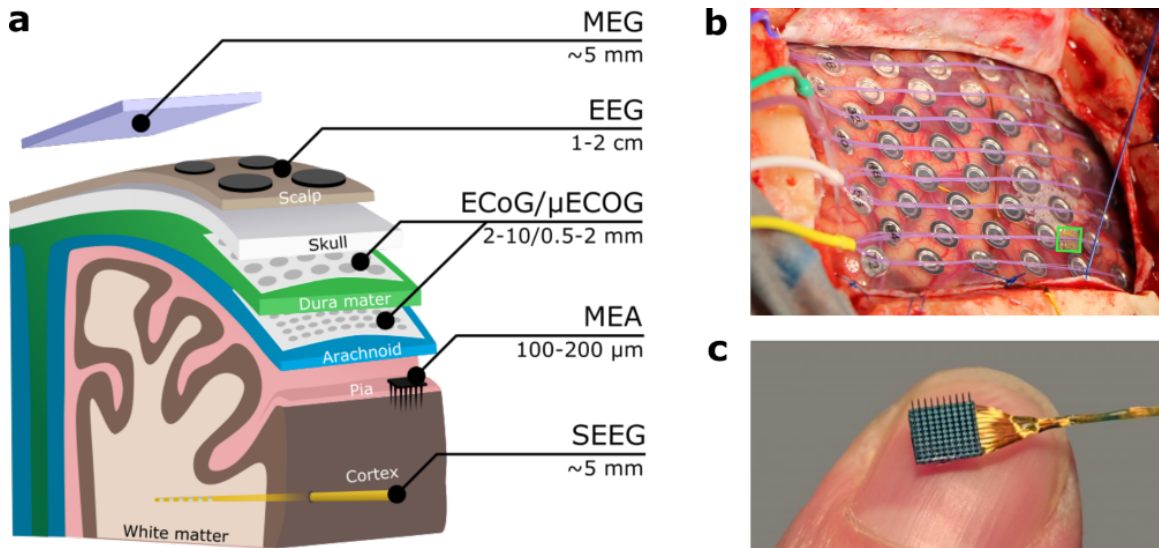 a
MEG
~5 mm
EEG
1-2 cm
Scalp
ECoG/µECOG
2-10/0.5-2 mm
Skull
Dura mater
MEA
100-200 µm
Arachnoid
Pia
SEEG
~5 mm
Cortex
White matter
b
c